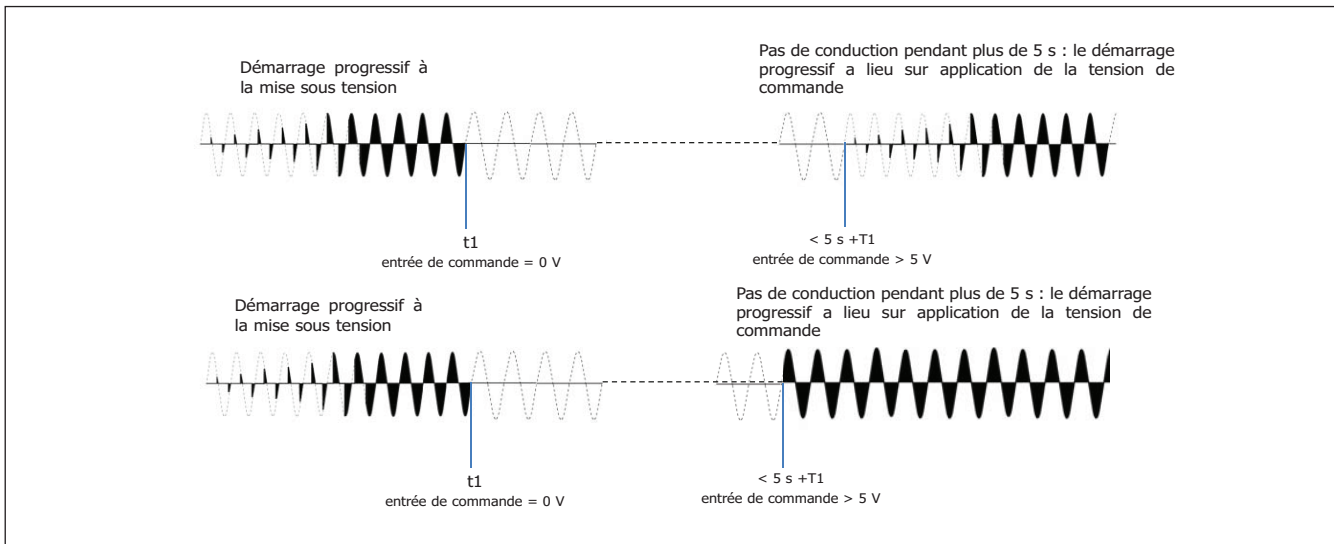 Démarrage progressif à
la mise sous tension
Pas de conduction pendant plus de 5 s : le démarrage
progressif a lieu sur application de la tension de
commande
t1
entrée de commande = 0 V
< 5 s +T1
entrée de commande > 5 V
Démarrage progressif à
la mise sous tension
Pas de conduction pendant plus de 5 s : le démarrage
progressif a lieu sur application de la tension de
commande
t1
entrée de commande = 0 V
< 5 s +T1
entrée de commande > 5 V